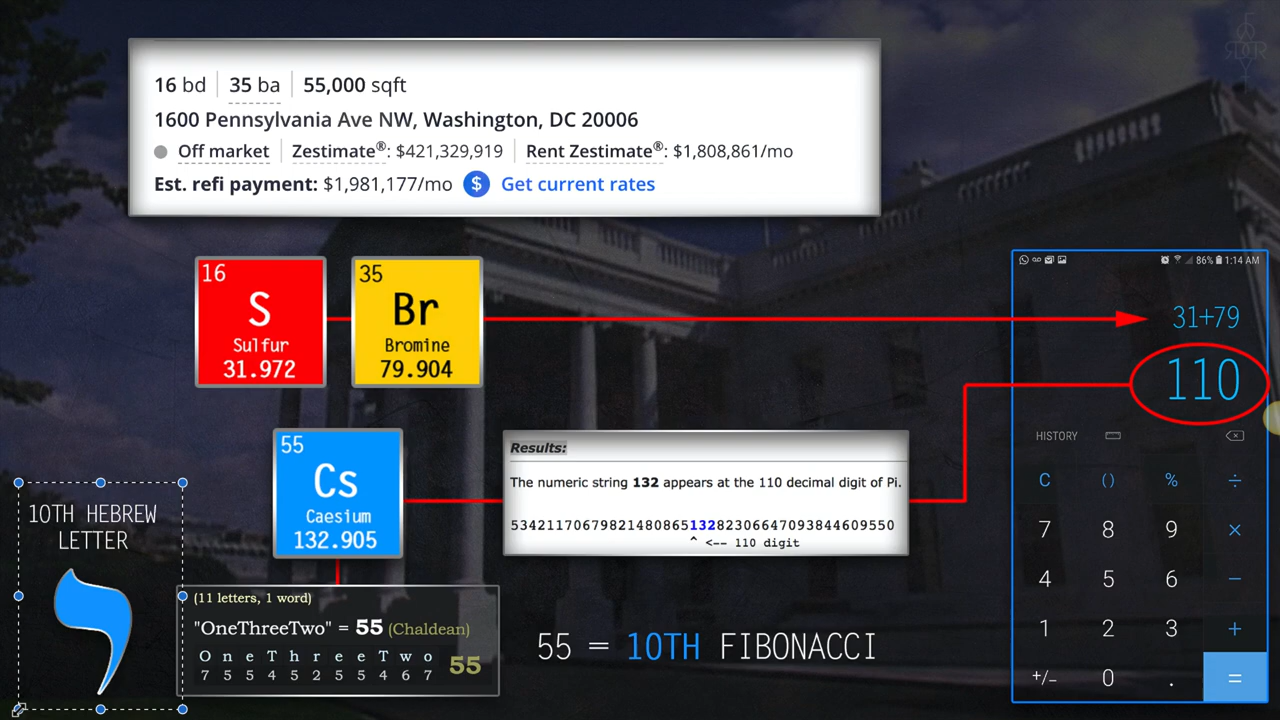 16 bd | 35 ba | 55,000 sqft
1600 Pennsylvania Ave NW, Washington, DC 20006
Off market | Zestimate®: $421,329,919 | Rent Zestimate®: $1,808,861/mo
Est. refi payment: $1,981,177/mo $ Get current rates
16
S
Sulfur
31.972
35
Br
Bromine
79.904
86% 1:14 AM
31+79
110
HISTORY
C () % ÷
7 8 9 ×
4 5 6 −
1 2 3 +
+/− 0 . =
55
Cs
Caesium
132.905
Results:
The numeric string 132 appears at the 110 decimal digit of Pi.
5342117067982148086513282306647093844609550
^ <-- 110 digit
10TH HEBREW
LETTER
י
(11 letters, 1 word)
"OneThreeTwo" = 55 (Chaldean)
O n e T h r e e T w o
7 5 5 4 5 2 5 5 4 6 7
55
55 = 10TH FIBONACCI